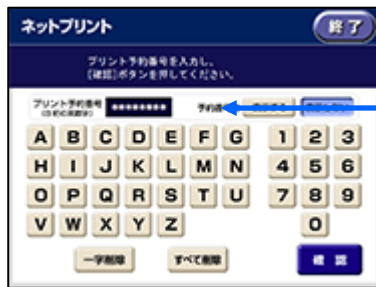 ネットプリント
終了
プリント予約番号を入力し、
[確認]ボタンを押してください。
プリント予約番号
********
A B C D E F G 1 2 3
H I J K L M N 4 5 6
O P Q R S T U 7 8 9
V W X Y Z 0
一字削除
すべて削除
確認